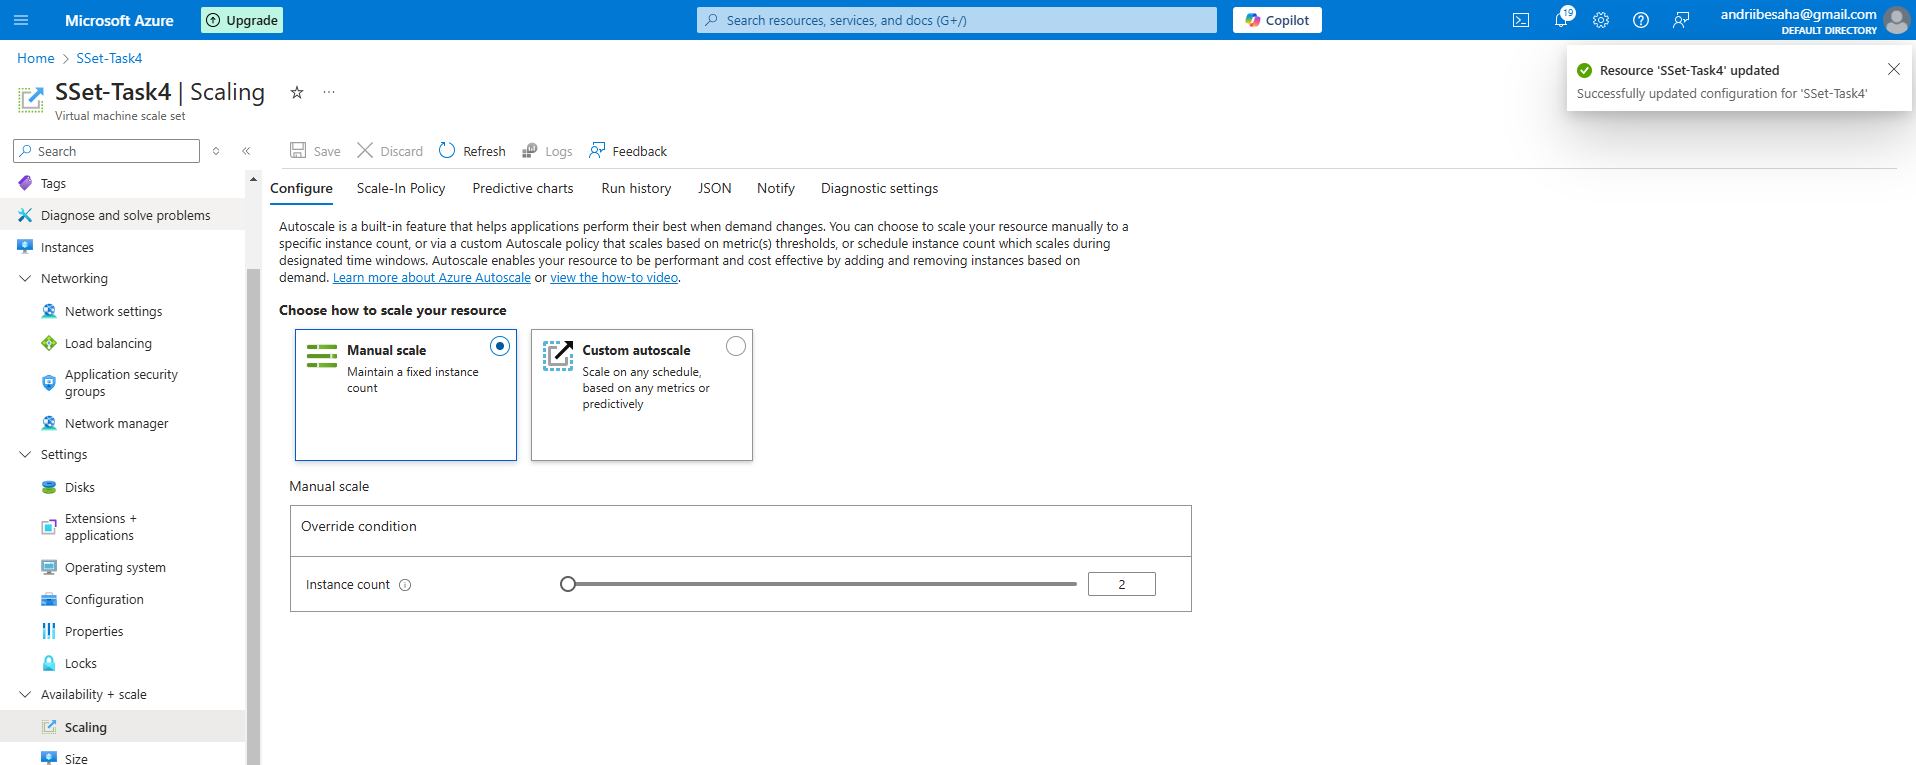 Microsoft Azure
Upgrade
Search resources, services, and docs (G+/)
Copilot
19
andriibesaha@gmail.com
DEFAULT DIRECTORY
Home > SSet-Task4
Resource 'SSet-Task4' updated
Successfully updated configuration for 'SSet-Task4'
SSet-Task4 | Scaling
Virtual machine scale set
Search
Save
Discard
Refresh
Logs
Feedback
Tags
Diagnose and solve problems
Instances
Networking
Network settings
Load balancing
Application security
groups
Network manager
Settings
Disks
Extensions +
applications
Operating system
Configuration
Properties
Locks
Availability + scale
Scaling
Size
Configure
Scale-In Policy
Predictive charts
Run history
JSON
Notify
Diagnostic settings
Autoscale is a built-in feature that helps applications perform their best when demand changes. You can choose to scale your resource manually to a
specific instance count, or via a custom Autoscale policy that scales based on metric(s) thresholds, or schedule instance count which scales during
designated time windows. Autoscale enables your resource to be performant and cost effective by adding and removing instances based on
demand. Learn more about Azure Autoscale or view the how-to video.
Choose how to scale your resource
Manual scale
Maintain a fixed instance
count
Custom autoscale
Scale on any schedule,
based on any metrics or
predictively
Manual scale
Override condition
Instance count
2